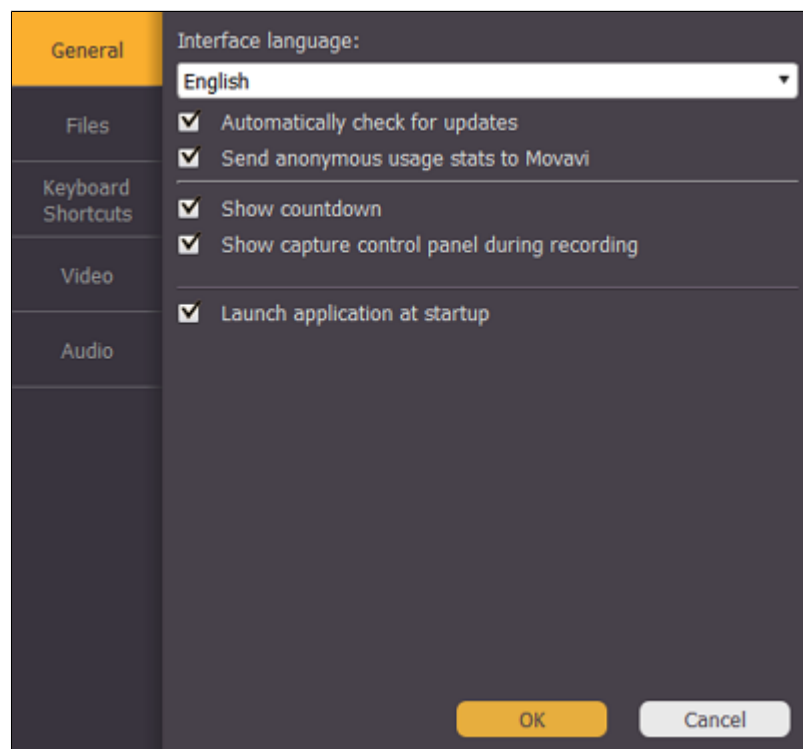 General
Files
Keyboard
Shortcuts
Video
Audio
Interface language:
English
Automatically check for updates
Send anonymous usage stats to Movavi
Show countdown
Show capture control panel during recording
Launch application at startup
OK
Cancel